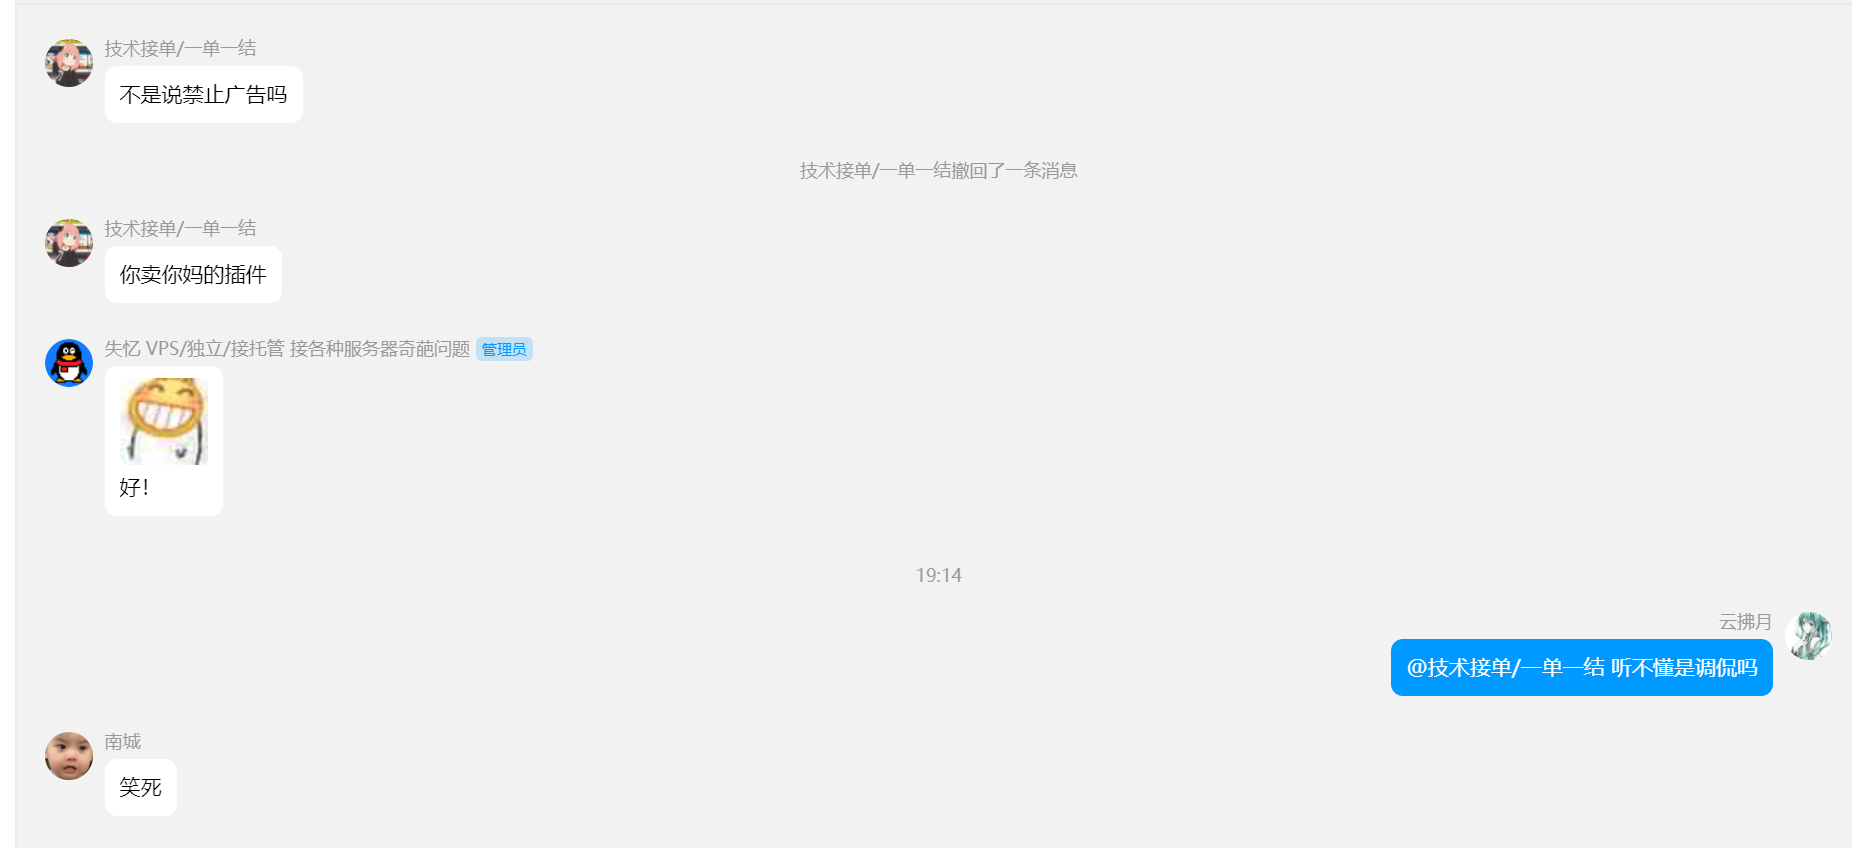 技术接单/一单一结
不是说禁止广告吗
技术接单/一单一结撤回了一条消息
技术接单/一单一结
你卖你妈的插件
失忆 VPS/独立/接托管 接各种服务器奇葩问题 管理员
好！
19:14
云拂月
@技术接单/一单一结 听不懂是调侃吗
南城
笑死